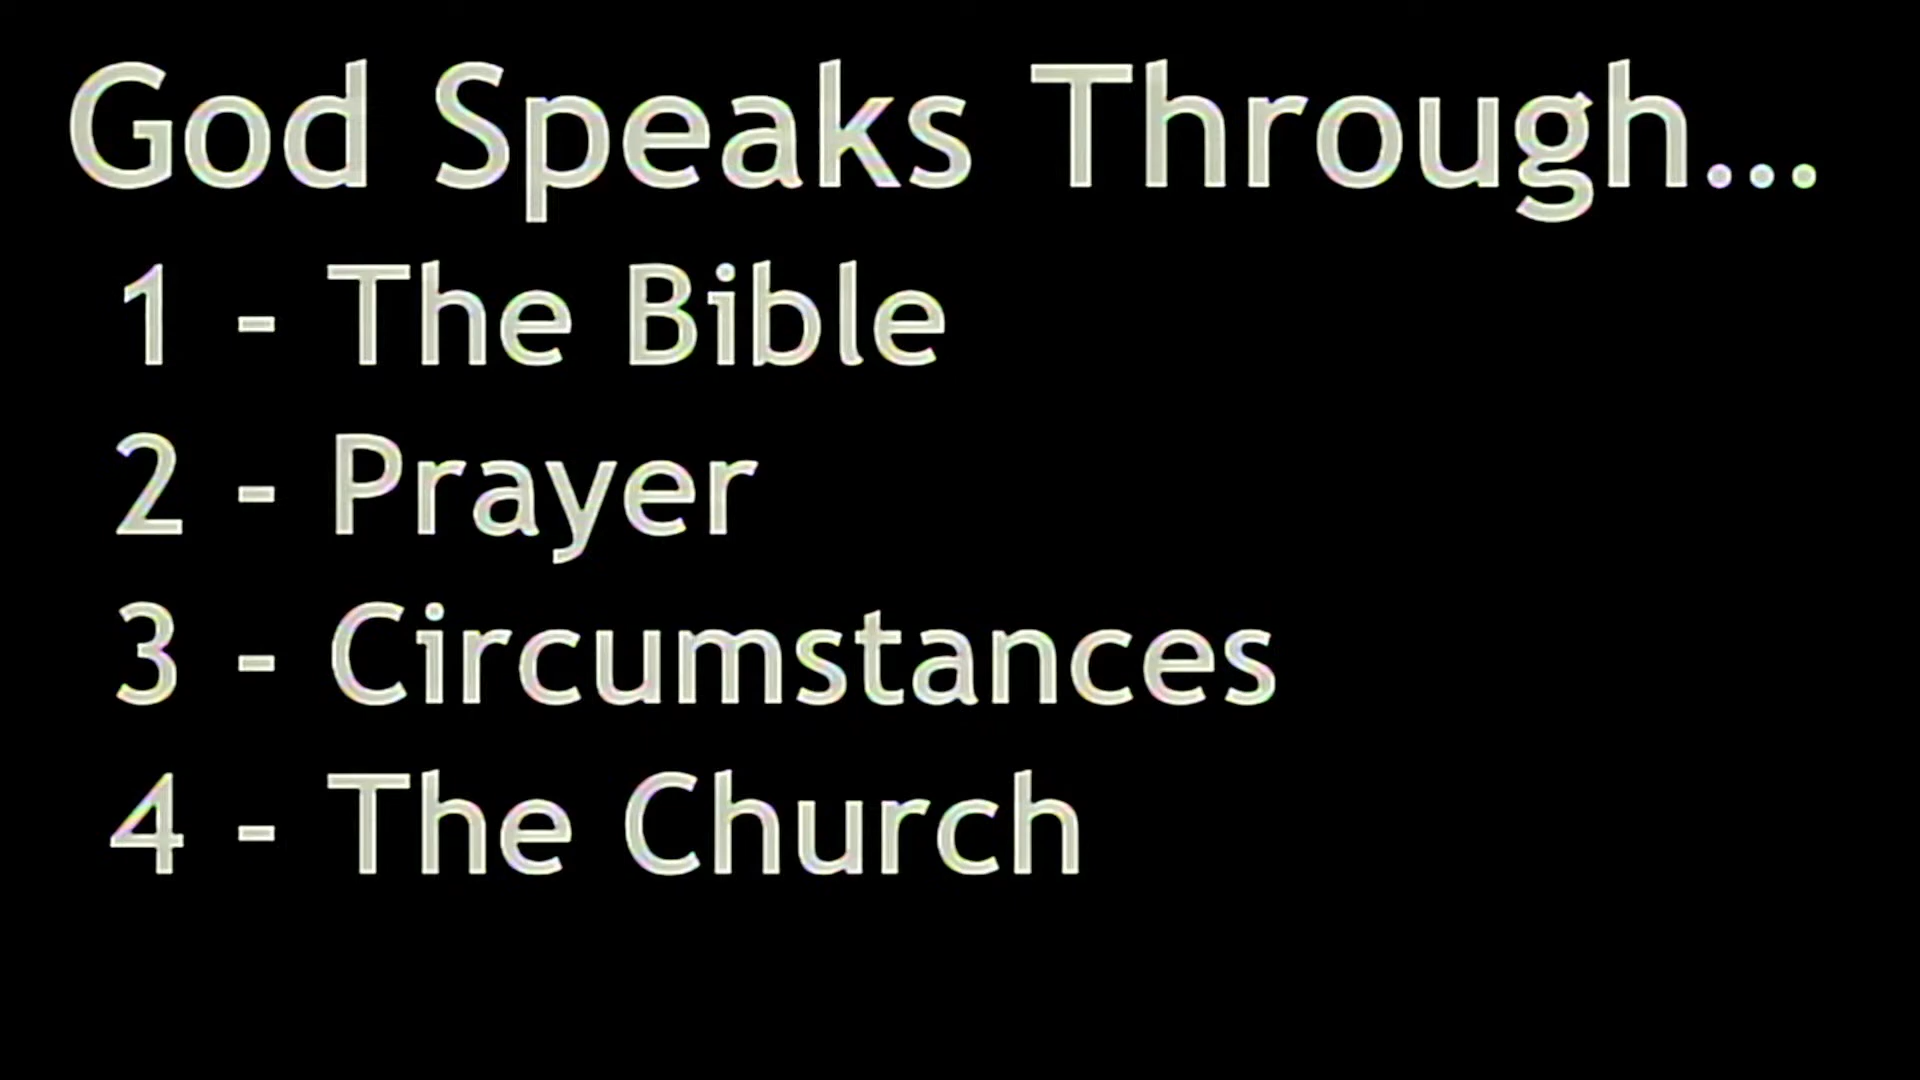 God Speaks Through...
1 - The Bible
2 - Prayer
3 - Circumstances
4 - The Church